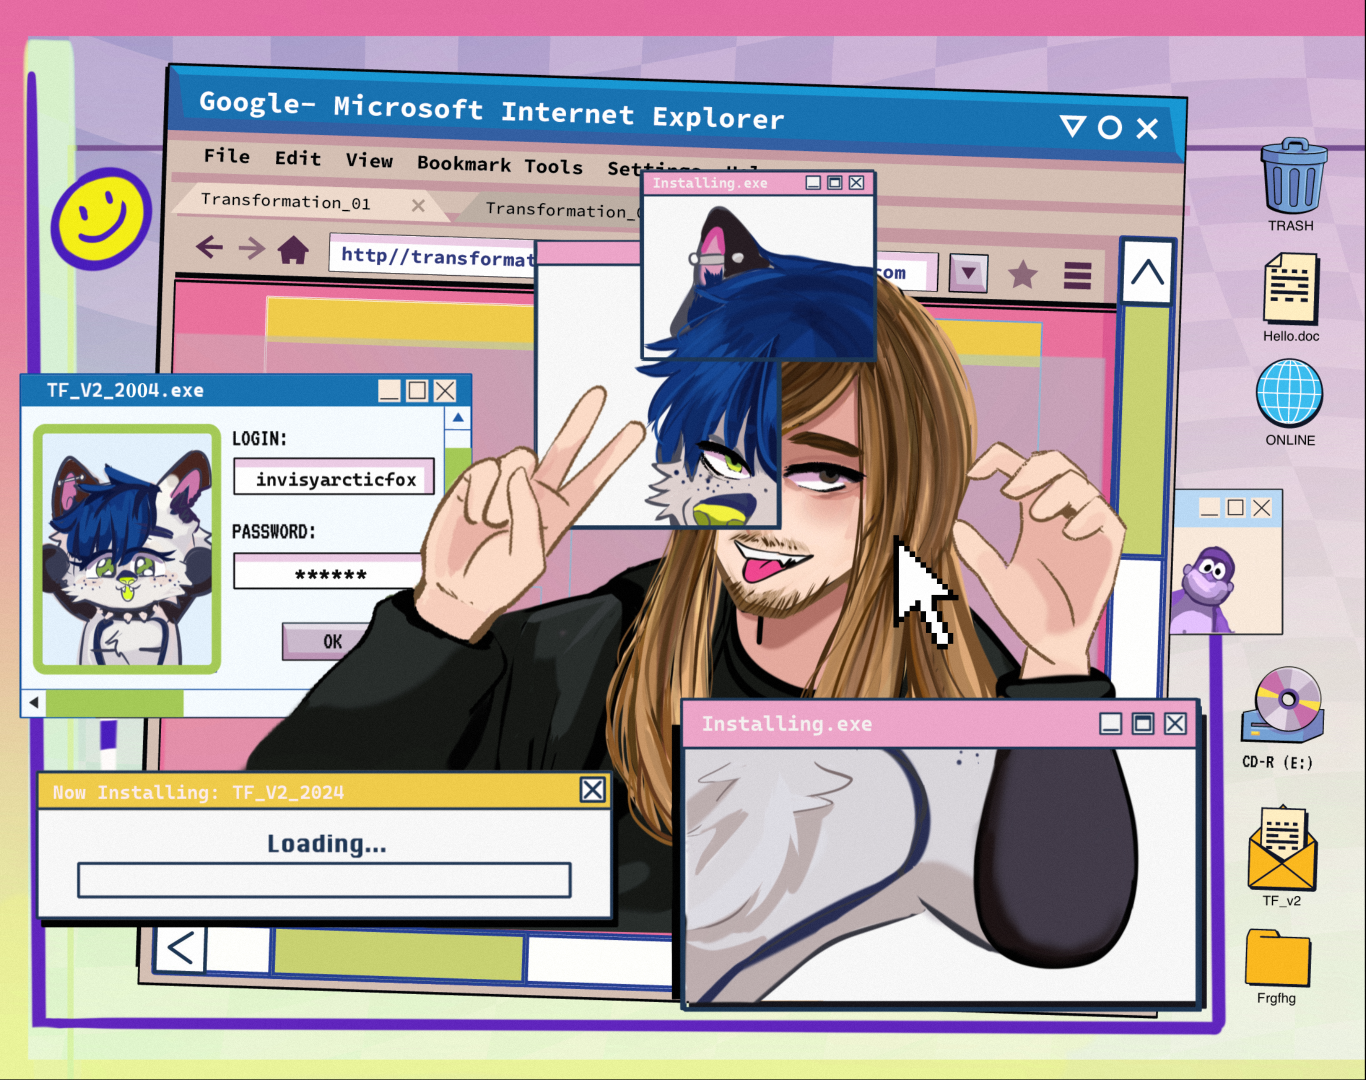 Google- Microsoft Internet Explorer
File Edit View Bookmark Tools
Installing.exe
Transformation_01
http//transformat
com
TRASH
Hello.doc
ONLINE
TF_V2_2004.exe
LOGIN:
invisyarcticfox
PASSWORD:
******
OK
Installing.exe
CD-R (E:)
Now Installing: TF_V2_2024
Loading...
TF_v2
Frgfhg